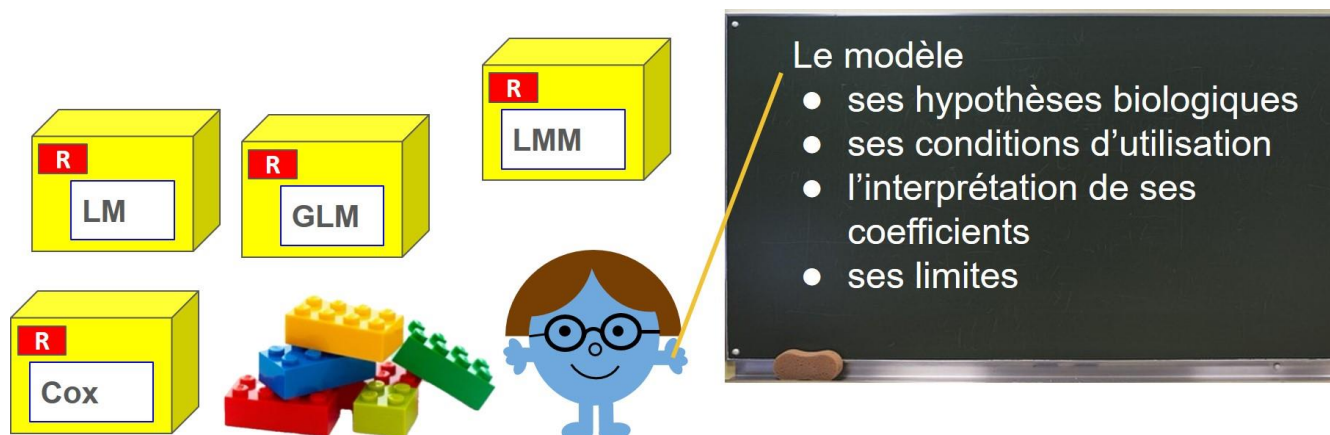 R
LM
R
GLM
R
LMM
R
Cox
Le modèle
● ses hypothèses biologiques
● ses conditions d’utilisation
● l’interprétation de ses
coefficients
● ses limites